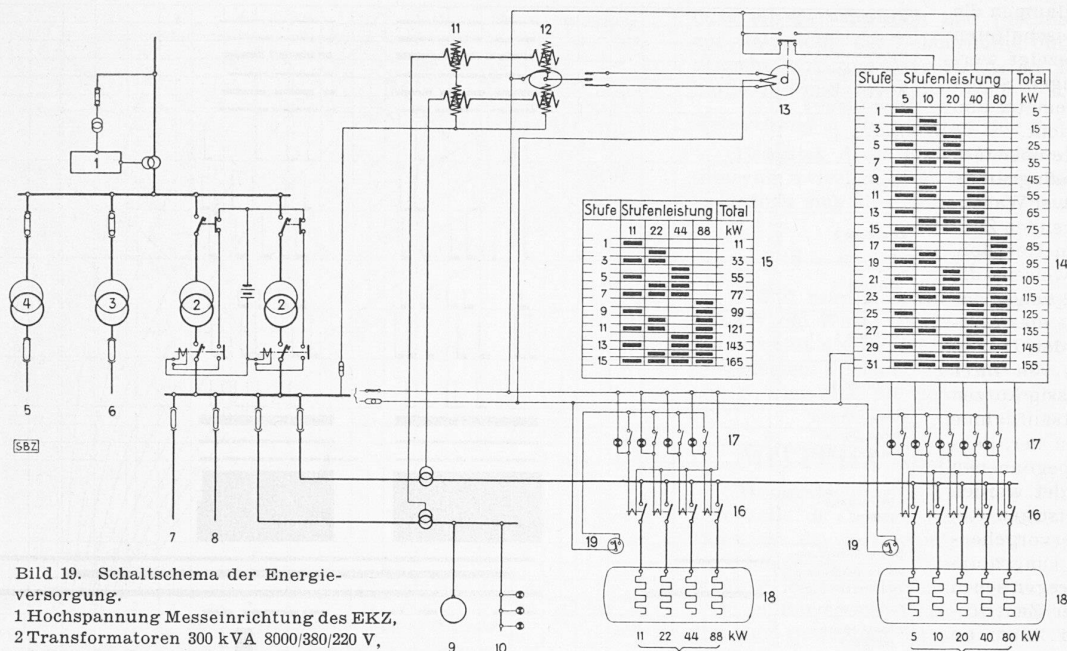 11 12
13
1
4 3 2 2
5 6
SBZ
7 8
M M
d
Stufe Stufenleistung Total
5 10 20 40 80 kW
1 5
3 15
5 25
7 35
9 45
11 55
13 65
15 75
17 85
19 95
21 105
23 115
25 125
27 135
29 145
31 155
14
Stufe Stufenleistung Total
11 22 44 88 kW
1 11
3 33
5 55
7 77
9 99
11 121
13 143
15 165
15
17 17
16 16
19 19
18 18
11 22 44 88 kW
5 10 20 40 80 kW
9 10
Bild 19. Schaltschema der Energie-
versorgung.
1 Hochspannung Messeinrichtung des EKZ,
2 Transformatoren 300 kVA 8000/380/220 V,